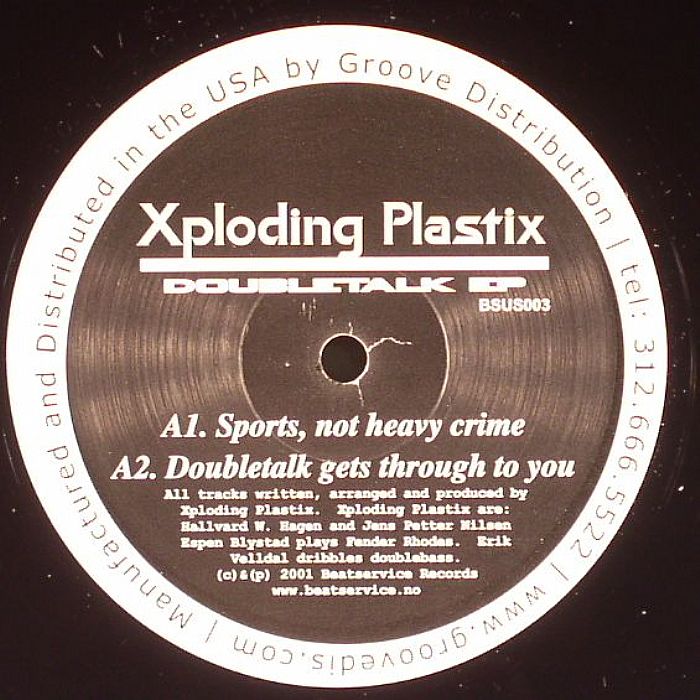 Manufactured and Distributed in the USA by Groove Distribution | tel: 312.666.5522 | www.groovedis.com |
Xploding Plastix
DOUBLETALK EP
BSUS003
A1. Sports, not heavy crime
A2. Doubletalk gets through to you
All tracks written, arranged and produced by
Xploding Plastix. Xploding Plastix are:
Hallvard W. Hagen and Jens Petter Nilsen
Espen Blystad plays Fender Rhodes. Erik
Velldal dribbles doublebass.
(c)&(p) 2001 Beatservice Records
www.beatservice.no